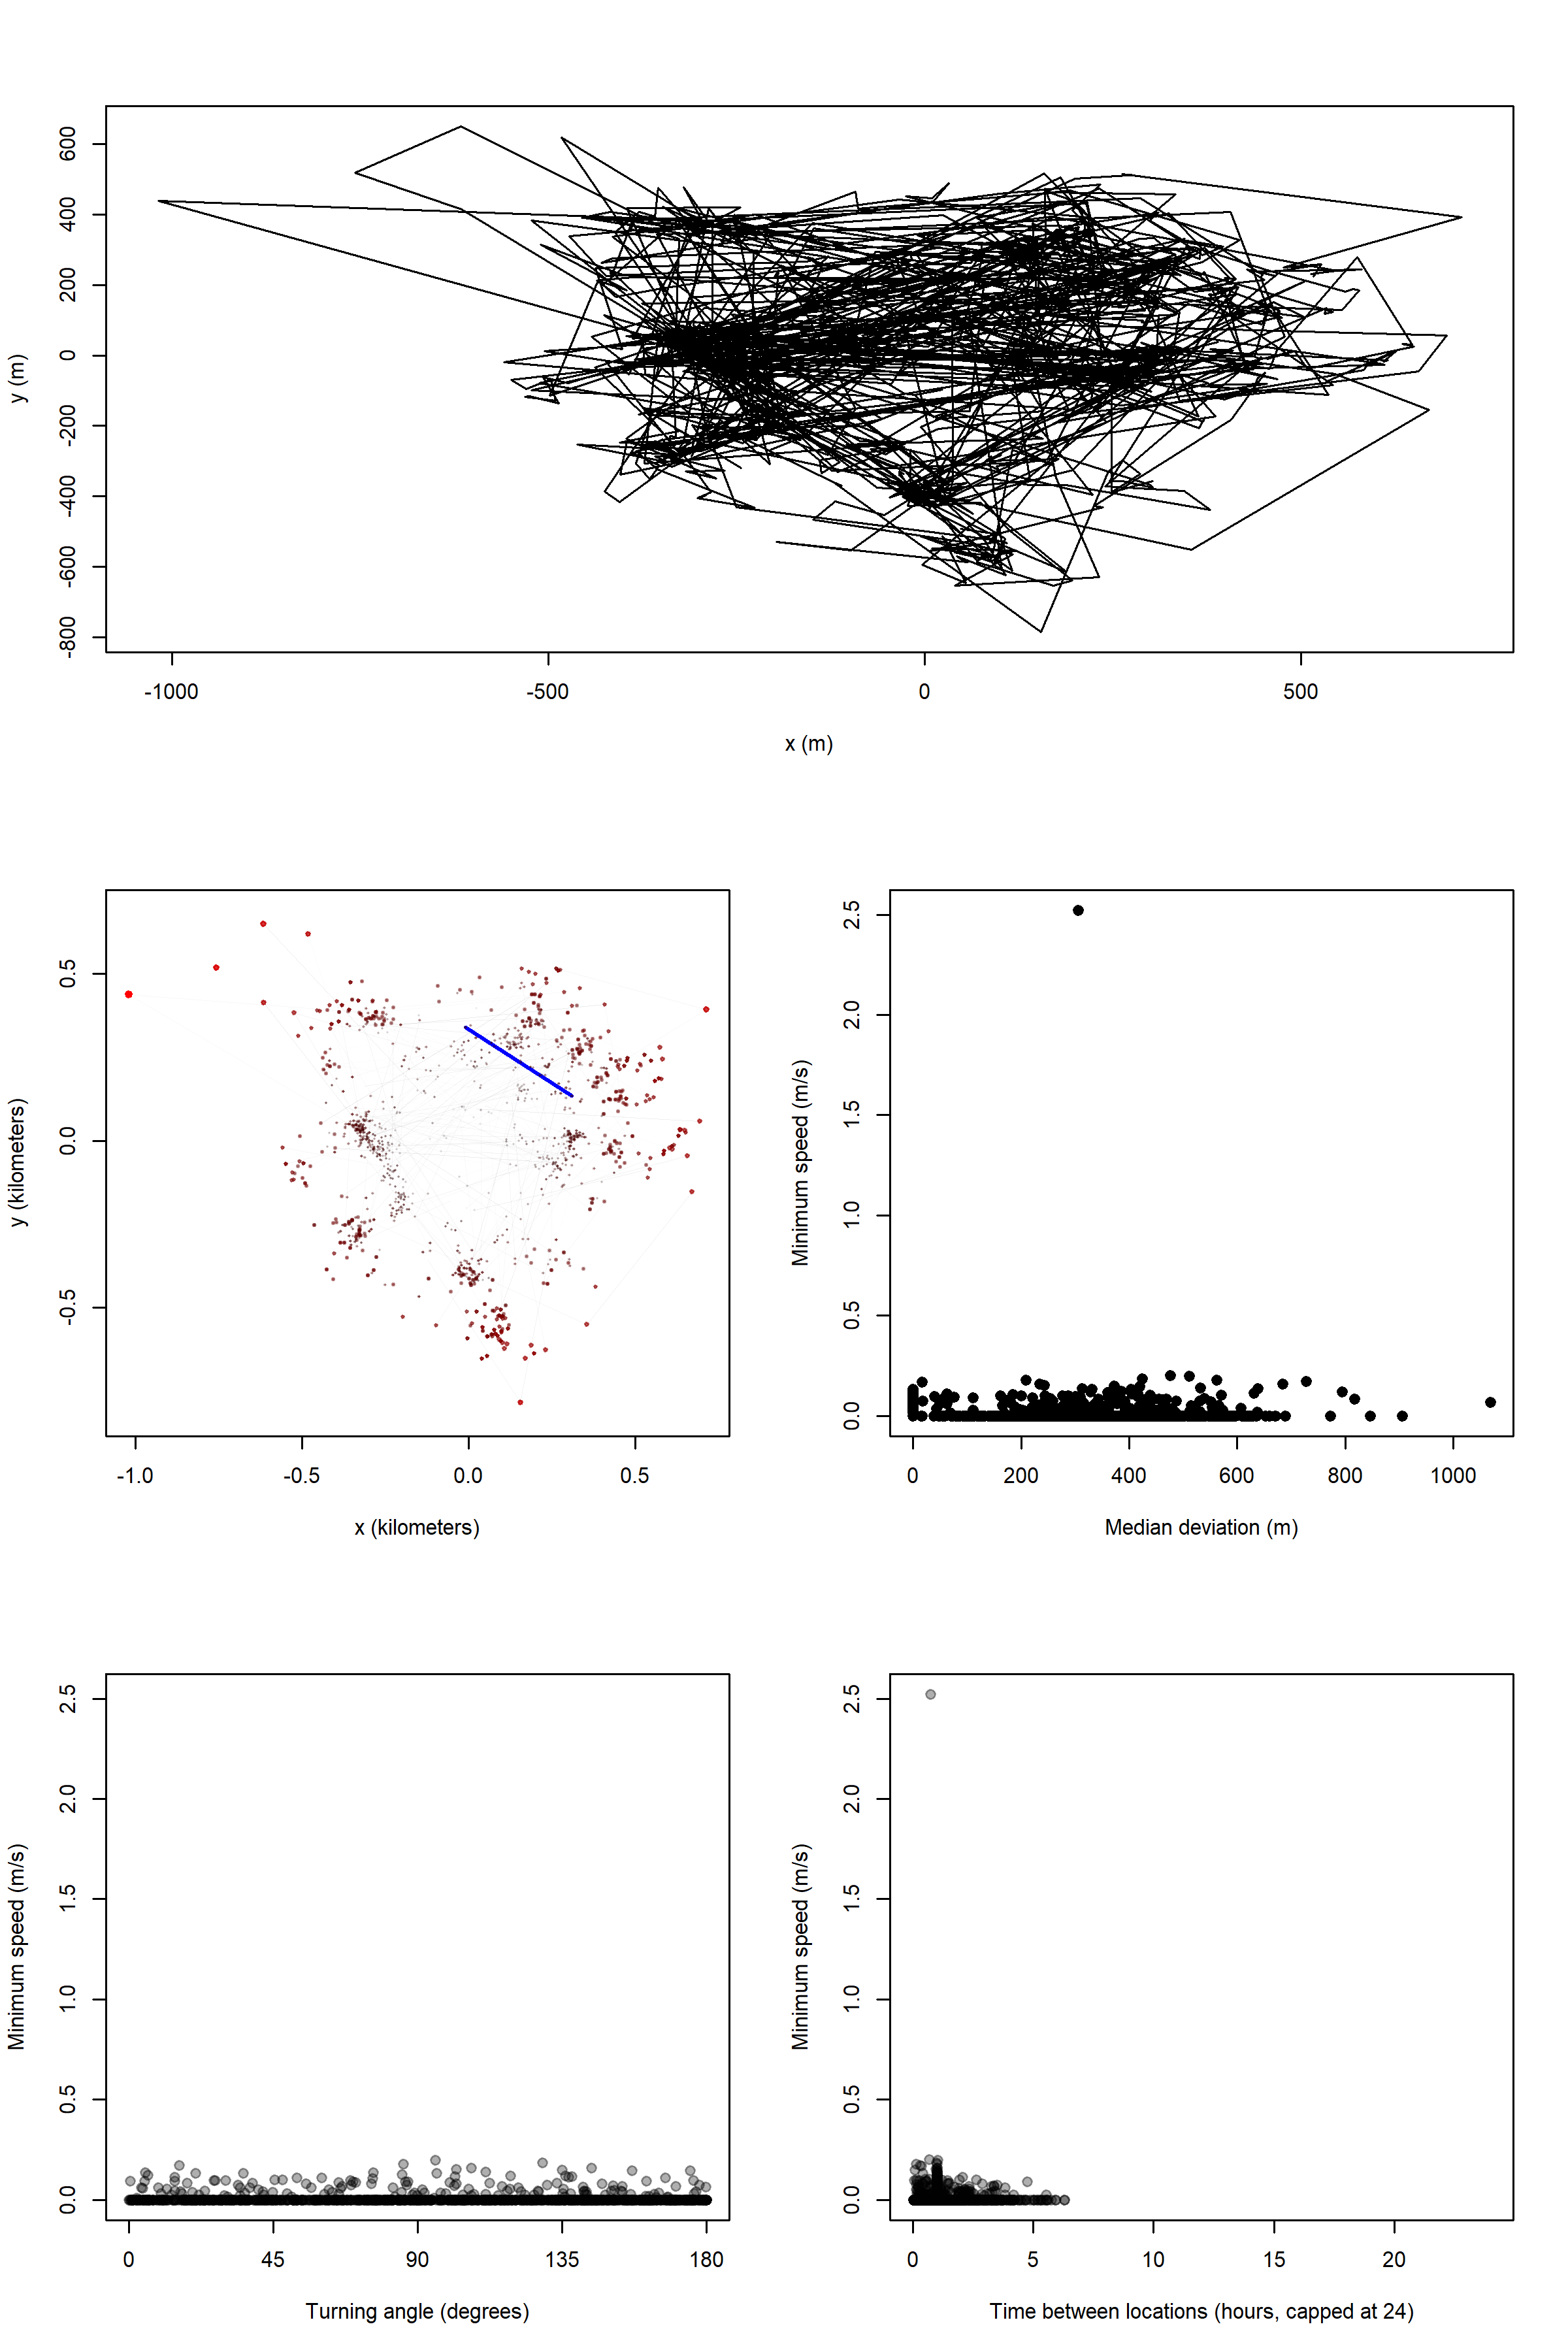 600
400
200
0
-200
-400
-600
-800
y (m)
-1000 -500 0 500
x (m)
0.5
0.0
-0.5
y (kilometers)
-1.0 -0.5 0.0 0.5
x (kilometers)
2.5
2.0
1.5
1.0
0.5
0.0
Minimum speed (m/s)
0 200 400 600 800 1000
Median deviation (m)
2.5
2.0
1.5
1.0
0.5
0.0
Minimum speed (m/s)
0 45 90 135 180
Turning angle (degrees)
2.5
2.0
1.5
1.0
0.5
0.0
Minimum speed (m/s)
0 5 10 15 20
Time between locations (hours, capped at 24)